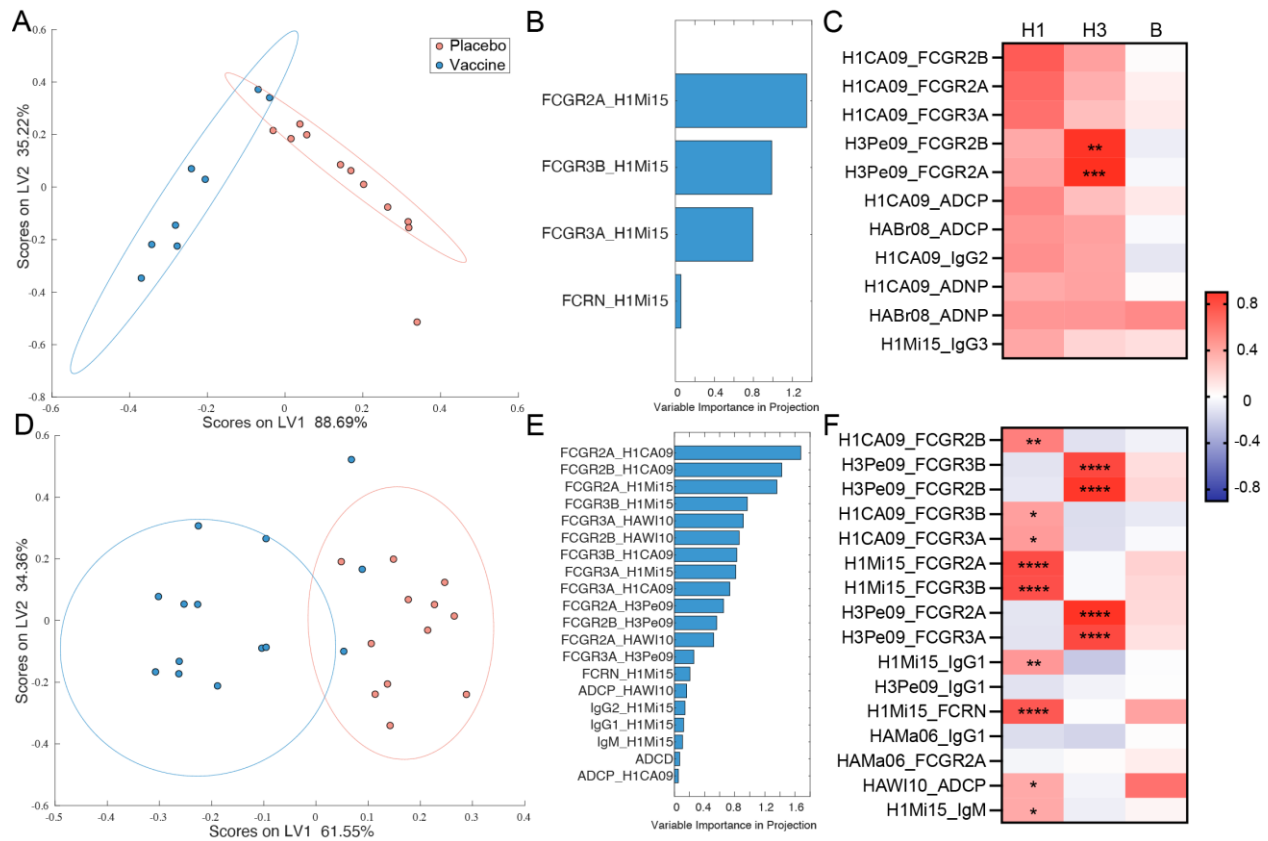 A
Placebo
Vaccine
Scores on LV2 35.22%
0.6
0.4
0.2
0
-0.2
-0.4
-0.6
-0.8
-0.6
-0.4
-0.2
0
0.2
0.4
0.6
Scores on LV1 88.69%
B
FCGR2A_H1Mi15
FCGR3B_H1Mi15
FCGR3A_H1Mi15
FCRN_H1Mi15
0 0.4 0.8 1.2
Variable Importance in Projection
C
H1 H3 B
H1CA09_FCGR2B
H1CA09_FCGR2A
H1CA09_FCGR3A
H3Pe09_FCGR2B **
H3Pe09_FCGR2A ***
H1CA09_ADCP
HABr08_ADCP
H1CA09_IgG2
H1CA09_ADNP
HABr08_ADNP
H1Mi15_IgG3
0.8
0.4
0
-0.4
-0.8
D
Scores on LV2 34.36%
0.6
0.4
0.2
0
-0.2
-0.4
-0.6
-0.5
-0.4
-0.3
-0.2
-0.1
0
0.1
0.2
0.3
0.4
Scores on LV1 61.55%
E
FCGR2A_H1CA09
FCGR2B_H1CA09
FCGR2A_H1Mi15
FCGR3B_H1Mi15
FCGR3A_HAWI10
FCGR2B_HAWI10
FCGR3B_H1CA09
FCGR3A_H1Mi15
FCGR3A_H1CA09
FCGR2A_H3Pe09
FCGR2B_H3Pe09
FCGR2A_HAWI10
FCGR3A_H3Pe09
FCRN_H1Mi15
ADCP_HAWI10
IgG2_H1Mi15
IgG1_H1Mi15
IgM_H1Mi15
ADCD
ADCP_H1CA09
0 0.4 0.8 1.2 1.6
Variable Importance in Projection
F
H1CA09_FCGR2B **
H3Pe09_FCGR3B ****
H3Pe09_FCGR2B ****
H1CA09_FCGR3B *
H1CA09_FCGR3A *
H1Mi15_FCGR2A ****
H1Mi15_FCGR3B ****
H3Pe09_FCGR2A ****
H3Pe09_FCGR3A ****
H1Mi15_IgG1 **
H3Pe09_IgG1
H1Mi15_FCRN ****
HAMa06_IgG1
HAMa06_FCGR2A
HAWI10_ADCP *
H1Mi15_IgM *